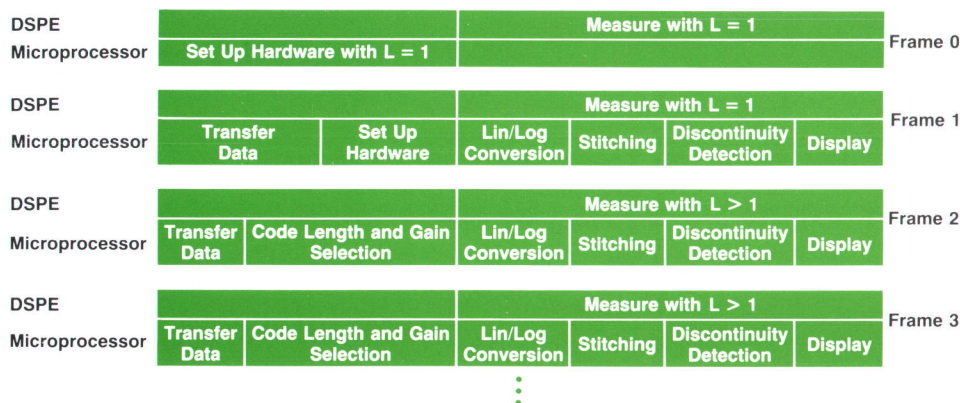 DSPE
Measure with L = 1
Microprocessor
Set Up Hardware with L = 1
Frame 0
DSPE
Measure with L = 1
Frame 1
Microprocessor
Transfer
Data
Set Up
Hardware
Lin/Log
Conversion
Stitching
Discontinuity
Detection
Display
DSPE
Measure with L > 1
Frame 2
Microprocessor
Transfer
Data
Code Length and Gain
Selection
Lin/Log
Conversion
Stitching
Discontinuity
Detection
Display
DSPE
Measure with L > 1
Frame 3
Microprocessor
Transfer
Data
Code Length and Gain
Selection
Lin/Log
Conversion
Stitching
Discontinuity
Detection
Display